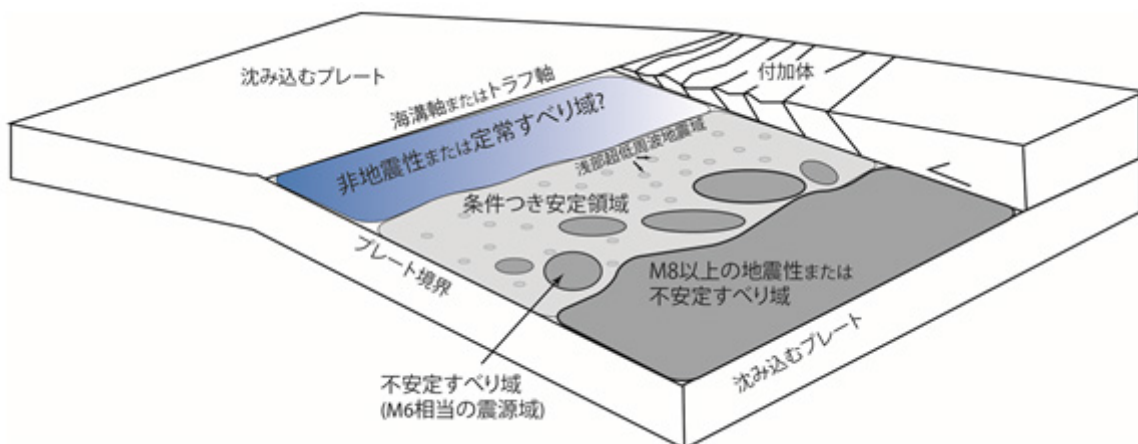 沈み込むプレート
付加体
海溝軸またはトラフ軸
非地震性または定常すべり域?
浅部超低周波地震域
条件つき安定領域
プレート境界
M8以上の地震性または
不安定すべり域
沈み込むプレート
不安定すべり域
(M6相当の震源域)